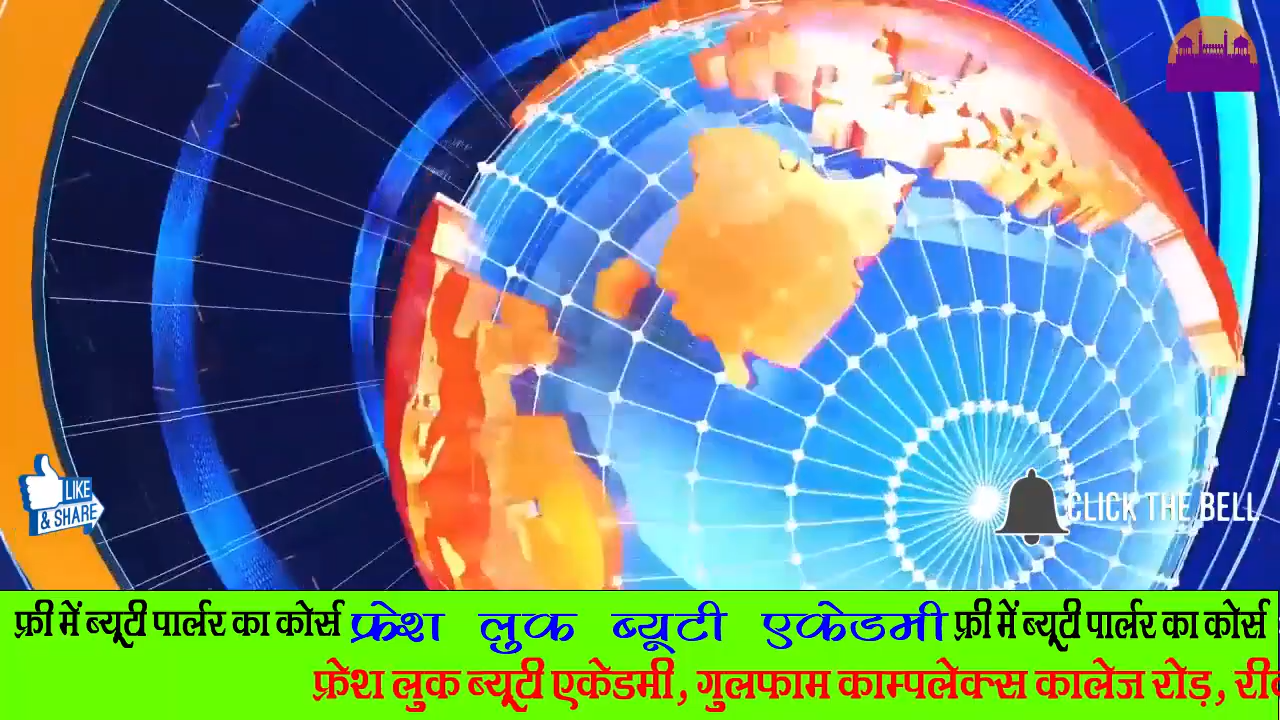 LIKE
& SHARE
CLICK THE BELL
फ्री में ब्यूटी पार्लर का कोर्स फ्रेश लुक ब्यूटी एकेडमी फ्री में ब्यूटी पार्लर का कोर्स
फ्रेश लुक ब्यूटी एकेडमी, गुलफाम काम्पलेक्स कालेज रोड़,